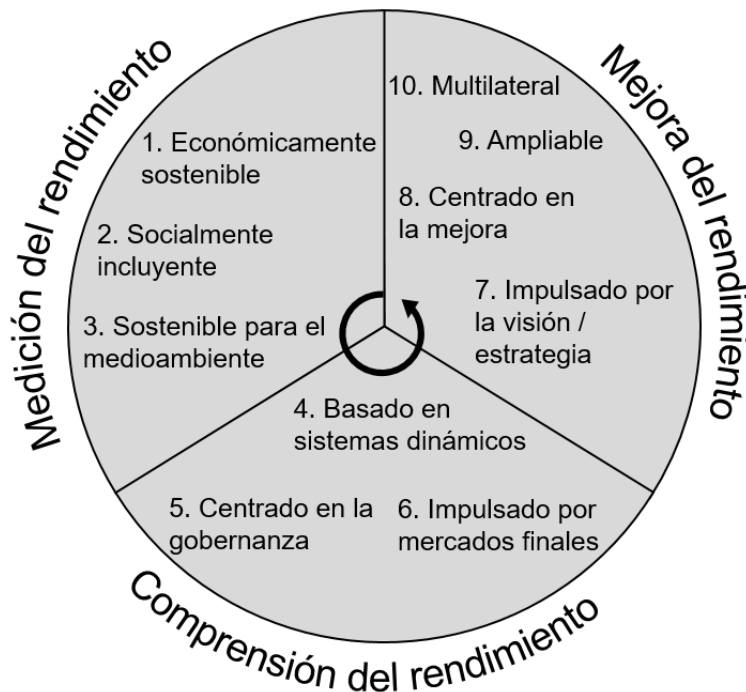 Medición del rendimiento
1. Económicamente
sostenible
2. Socialmente
incluyente
3. Sostenible para el
medioambiente
Comprensión del rendimiento
4. Basado en
sistemas dinámicos
5. Centrado en la
gobernanza
6. Impulsado por
mercados finales
Mejora del rendimiento
7. Impulsado por
la visión /
estrategia
8. Centrado en
la mejora
9. Ampliable
10. Multilateral